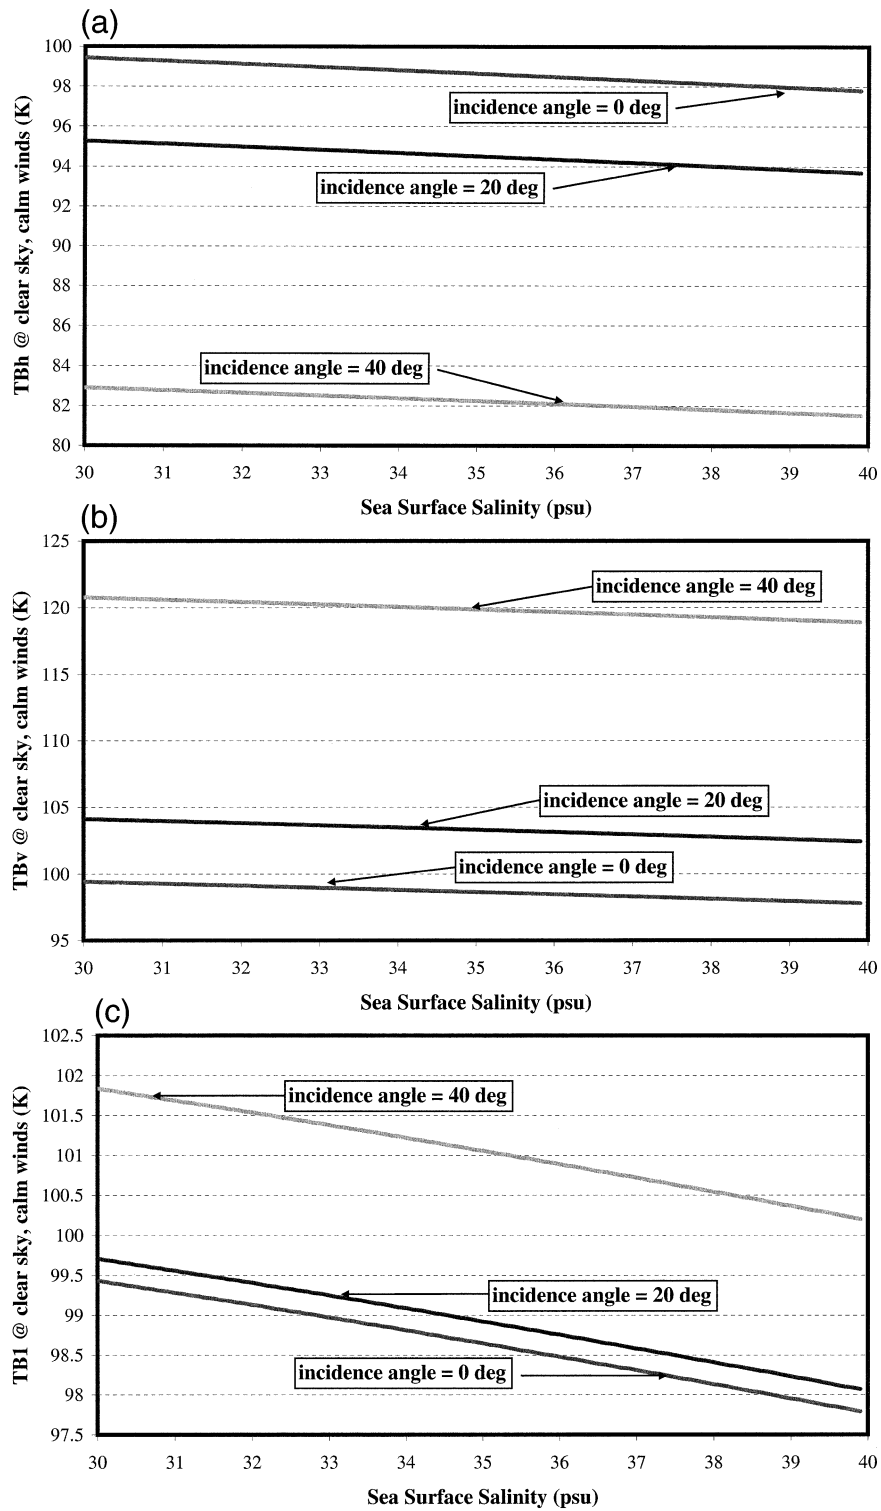 (a)
TBh @ clear sky, calm winds (K)
100
98
96
94
92
90
88
86
84
82
80
incidence angle = 0 deg
incidence angle = 20 deg
incidence angle = 40 deg
30 31 32 33 34 35 36 37 38 39 40
Sea Surface Salinity (psu)
(b)
TBv @ clear sky, calm winds (K)
125
120
115
110
105
100
95
incidence angle = 40 deg
incidence angle = 20 deg
incidence angle = 0 deg
30 31 32 33 34 35 36 37 38 39 40
Sea Surface Salinity (psu)
(c)
TB1 @ clear sky, calm winds (K)
102.5
102
101.5
101
100.5
100
99.5
99
98.5
98
97.5
incidence angle = 40 deg
incidence angle = 20 deg
incidence angle = 0 deg
30 31 32 33 34 35 36 37 38 39 40
Sea Surface Salinity (psu)